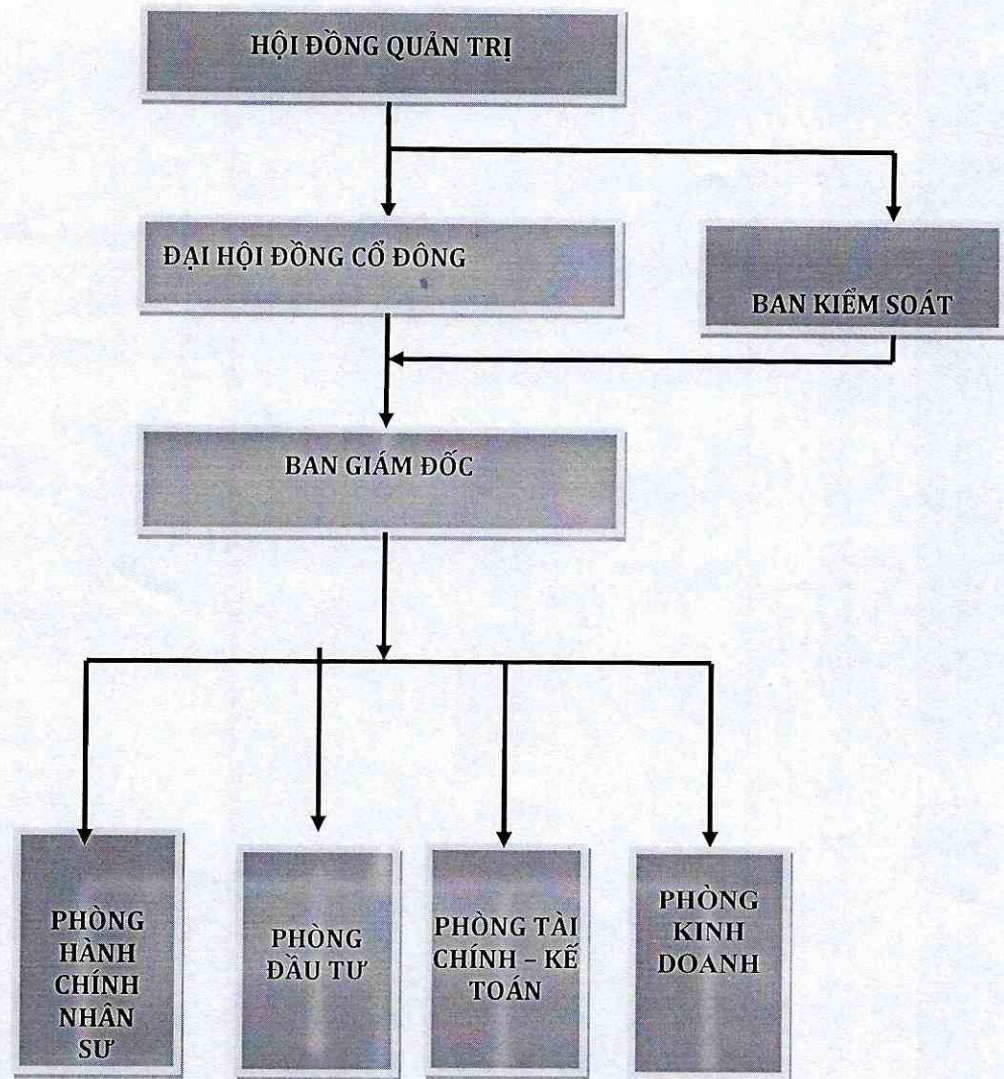 HỘI ĐỒNG QUẢN TRỊ
ĐẠI HỘI ĐỒNG CỔ ĐÔNG
BAN KIỂM SOÁT
BAN GIÁM ĐỐC
PHÒNG
HÀNH
CHÍNH
NHÂN
SƯ
PHÒNG
ĐẦU TƯ
PHÒNG TÀI
CHÍNH – KẾ
TOÁN
PHÒNG
KINH
DOANH